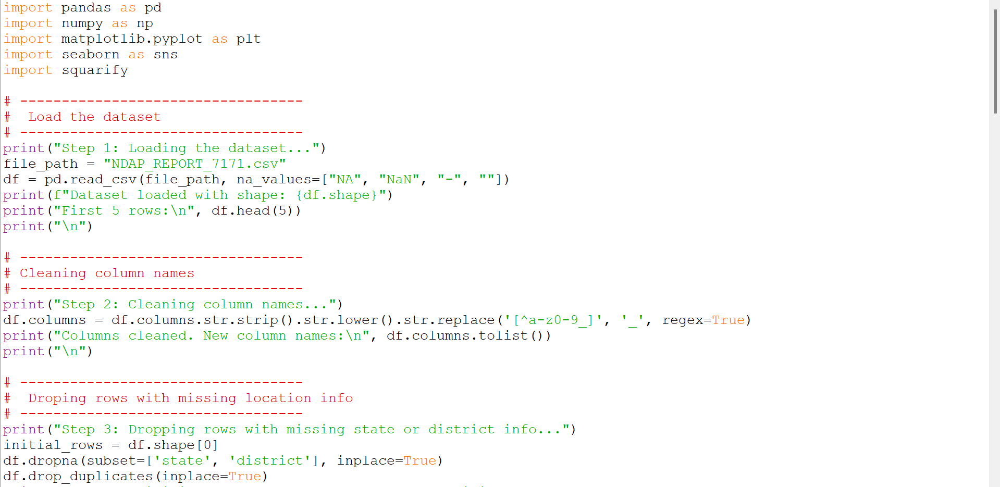 import pandas as pd
import numpy as np
import matplotlib.pyplot as plt
import seaborn as sns
import squarify
# ----------------------------------
#  Load the dataset
# ----------------------------------
print("Step 1: Loading the dataset...")
file_path = "NDAP_REPORT_7171.csv"
df = pd.read_csv(file_path, na_values=["NA", "NaN", "-", ""])
print(f"Dataset loaded with shape: {df.shape}")
print("First 5 rows:\n", df.head(5))
print("\n")
# ----------------------------------
# Cleaning column names
# ----------------------------------
print("Step 2: Cleaning column names...")
df.columns = df.columns.str.strip().str.lower().str.replace('[^a-z0-9_]', '_', regex=True)
print("Columns cleaned. New column names:\n", df.columns.tolist())
print("\n")
# ----------------------------------
#  Droping rows with missing location info
# ----------------------------------
print("Step 3: Dropping rows with missing state or district info...")
initial_rows = df.shape[0]
df.dropna(subset=['state', 'district'], inplace=True)
df.drop_duplicates(inplace=True)